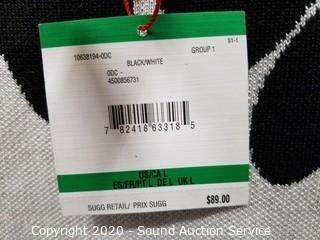 10638194-0DC
GROUP 1
S1-1
BLACK/WHITE
0DC -
4500856731
7 82418 63318 5
US/CA L
ES/FR/PT L DE L UK L
SUGG RETAIL/ PRIX SUGG
$89.00
Copyright 2020 - Sound Auction Service